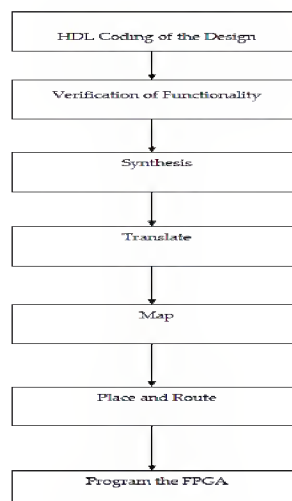 HDL Coding of the Design
Verification of Functionality
Synthesis
Translate
Map
Place and Route
Program the FPGA